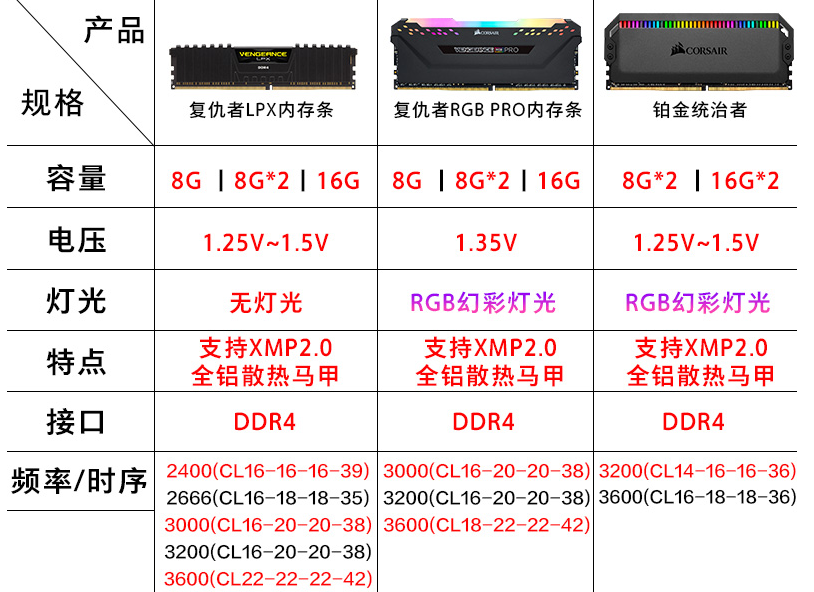 产品
规格
VENGEANCE
LPX
DDR4
复仇者LPX内存条
CORSAIR
VENGEANCE RGB PRO
复仇者RGB PRO内存条
CORSAIR
铂金统治者
容量
8G | 8G*2 | 16G
8G | 8G*2 | 16G
8G*2 | 16G*2
电压
1.25V~1.5V
1.35V
1.25V~1.5V
灯光
无灯光
RGB幻彩灯光
RGB幻彩灯光
特点
支持XMP2.0
全铝散热马甲
支持XMP2.0
全铝散热马甲
支持XMP2.0
全铝散热马甲
接口
DDR4
DDR4
DDR4
频率/时序
2400(CL16-16-16-39)
2666(CL16-18-18-35)
3000(CL16-20-20-38)
3200(CL16-20-20-38)
3600(CL22-22-22-42)
3000(CL16-20-20-38)
3200(CL16-20-20-38)
3600(CL18-22-22-42)
3200(CL14-16-16-36)
3600(CL16-18-18-36)